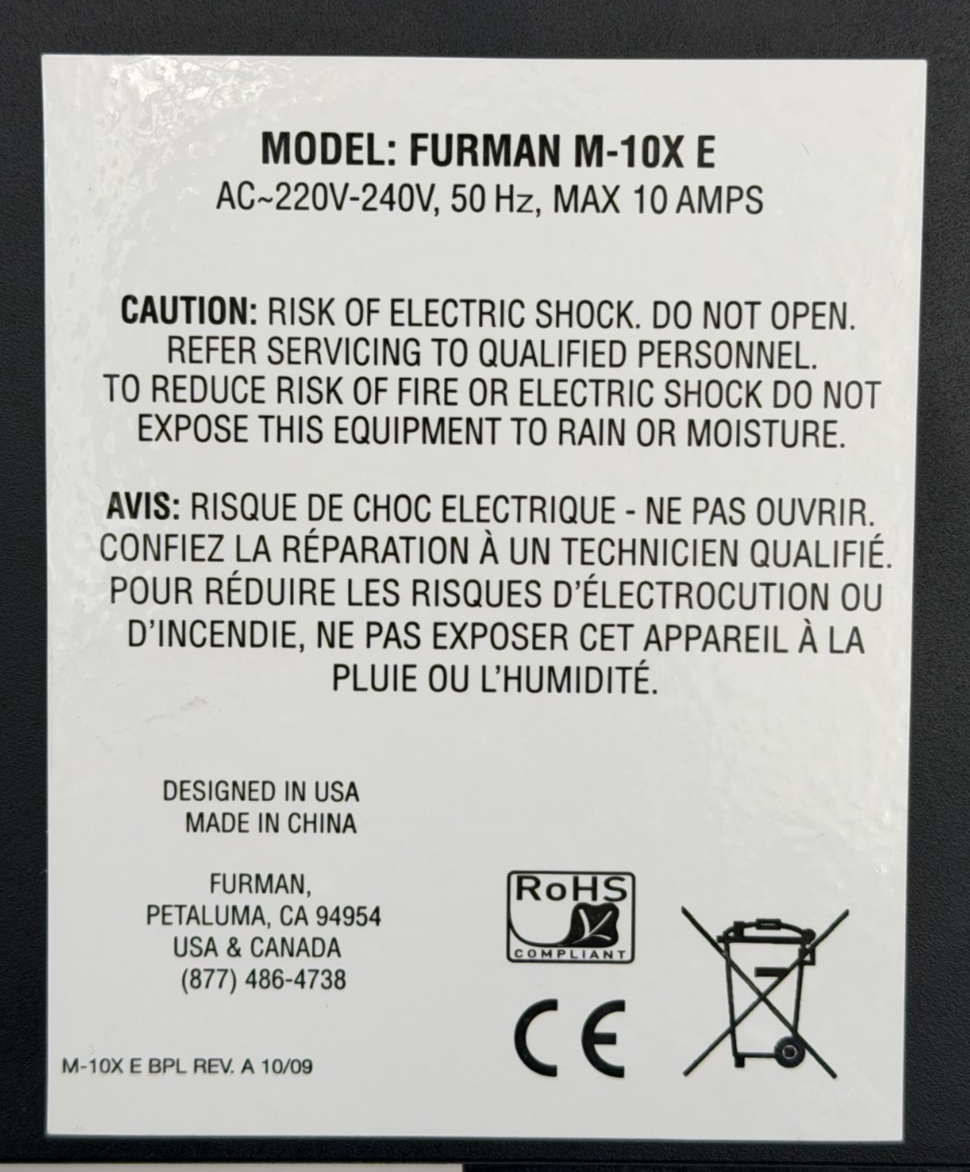 MODEL: FURMAN M-10X E
AC~220V-240V, 50 Hz, MAX 10 AMPS
CAUTION: RISK OF ELECTRIC SHOCK. DO NOT OPEN.
REFER SERVICING TO QUALIFIED PERSONNEL.
TO REDUCE RISK OF FIRE OR ELECTRIC SHOCK DO NOT
EXPOSE THIS EQUIPMENT TO RAIN OR MOISTURE.
AVIS: RISQUE DE CHOC ELECTRIQUE - NE PAS OUVRIR.
CONFIEZ LA RÉPARATION À UN TECHNICIEN QUALIFIÉ.
POUR RÉDUIRE LES RISQUES D'ÉLECTROCUTION OU
D'INCENDIE, NE PAS EXPOSER CET APPAREIL À LA
PLUIE OU L'HUMIDITÉ.
DESIGNED IN USA
MADE IN CHINA
FURMAN,
PETALUMA, CA 94954
USA & CANADA
(877) 486-4738
RoHS
COMPLIANT
CE
M-10X E BPL REV. A 10/09